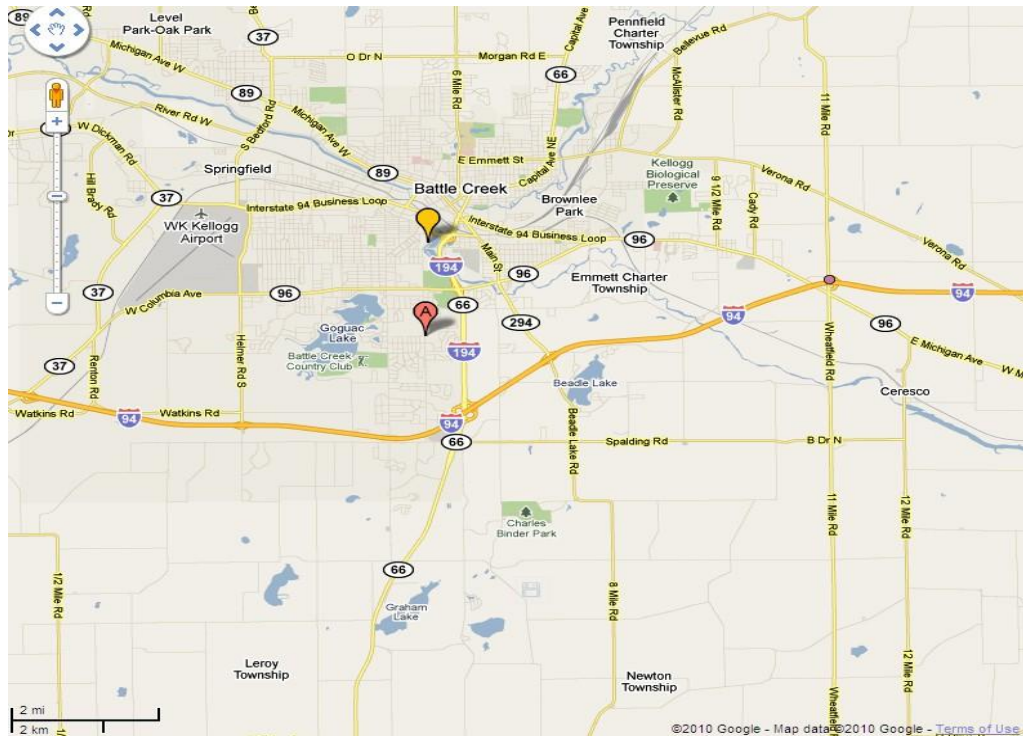 89
Level
Park-Oak Park
37
Michigan Ave W
O Dr N
Morgan Rd E
Capital Ave
Pennfield
Charter
Township
Bellevue Rd
66
6 Mile Rd
McAllister Rd
11 Mile Rd
89
River Rd W
W Dickman Rd
S Bedford Rd
Michigan Ave W
Springfield
89
E Emmett St
Capital Ave NE
Kellogg
Biological
Preserve
9 1/2 Mile Rd
Cady Rd
Verona Rd
Hill Brady Rd
37
Battle Creek
Interstate 94 Business Loop
Brownlee
Park
WK Kellogg
Airport
Interstate 94 Business Loop
96
Main St
Verona Rd
194
96
Emmett Charter
Township
37
W Columbia Ave
96
66
94
94
A
Goguac
Lake
294
96
Wheatfield Rd
E Michigan Ave
W M
Battle Creek
Country Club
194
37
Renton Rd
Helmer Rd S
Beadle Lake
Ceresco
Watkins Rd
94
Watkins Rd
94
66
Beadle Lake Rd
Spalding Rd
B Dr N
11 Mile Rd
12 Mile Rd
Charles
Binder Park
1/2 Mile Rd
66
8 Mile Rd
Graham
Lake
Leroy
Township
Newton
Township
12 Mile Rd
Wheatfi
1/
2 mi
2 km
©2010 Google - Map data ©2010 Google - Terms of Use